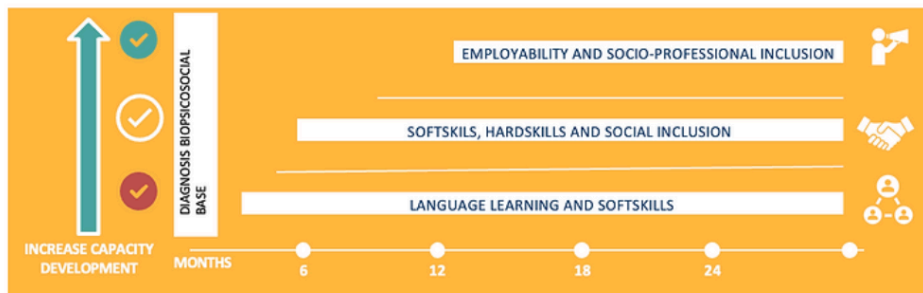 EMPLOYABILITY AND SOCIO-PROFESSIONAL INCLUSION
SOFTSKILS, HARDSKILLS AND SOCIAL INCLUSION
LANGUAGE LEARNING AND SOFTSKILLS
DIAGNOSIS BIOPSICOSOCIAL
BASE
INCREASE CAPACITY
DEVELOPMENT
MONTHS
6
12
18
24